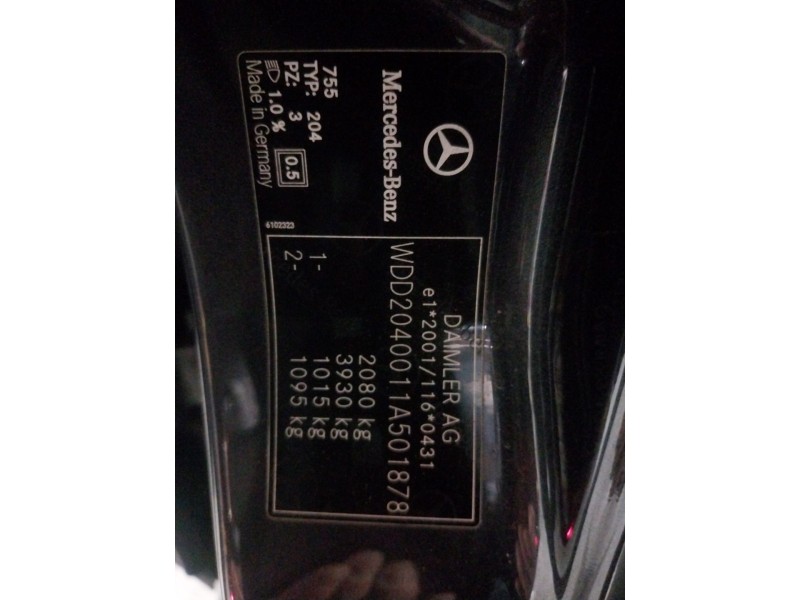 Mercedes-Benz
755
TYP: 204
PZ: 3
1.0 % 0.5
Made in Germany
6102323
DAIMLER AG
e1*2001/116*0431
WDD2040011A501878
2080 kg
3930 kg
1- 1015 kg
2- 1095 kg